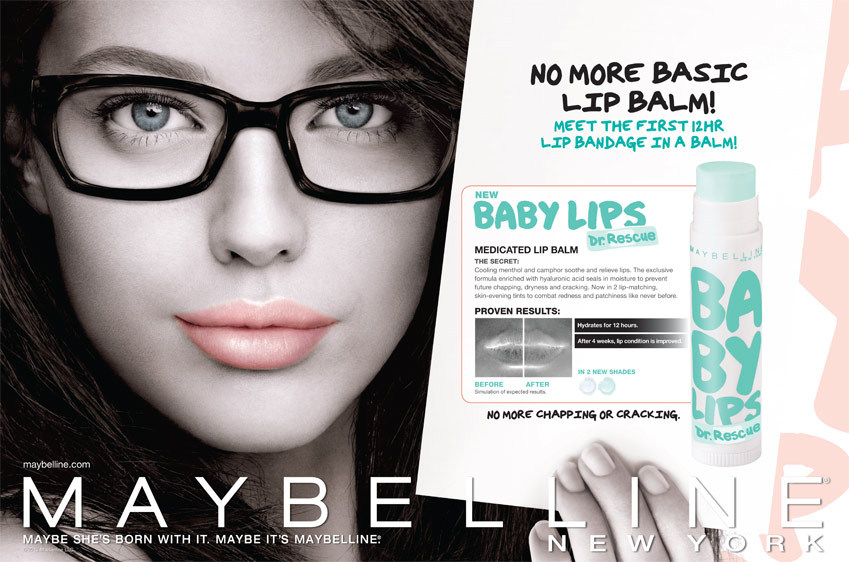 NO MORE BASIC
LIP BALM!
MEET THE FIRST 12HR
LIP BANDAGE IN A BALM!
NEW
BABY LIPS
Dr. Rescue
MEDICATED LIP BALM
THE SECRET:
Cooling menthol and camphor soothe and relieve lips. The exclusive
formula enriched with hyaluronic acid seals in moisture to prevent
future chapping, dryness and cracking. Now in 2 lip-matching,
skin-evening tints to combat redness and patchiness like never before.
PROVEN RESULTS:
Hydrates for 12 hours.
After 4 weeks, lip condition is improved.
IN 2 NEW SHADES
BEFORE AFTER
Simulation of expected results.
NO MORE CHAPPING OR CRACKING.
MAYBELLINE
BA
BY
LIPS
Dr. Rescue
maybelline.com
MAYBELLINE®
MAYBE SHE'S BORN WITH IT. MAYBE IT'S MAYBELLINE.®
NEW YORK